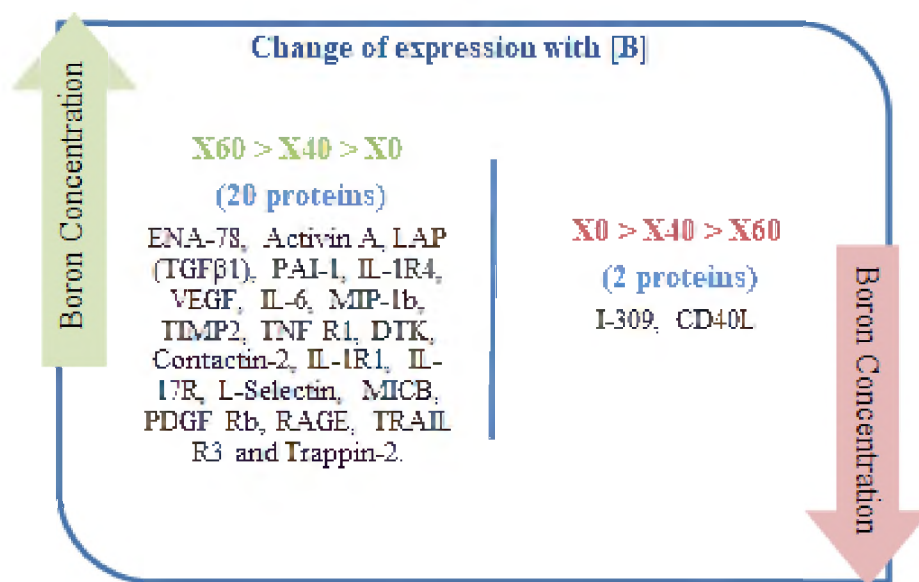 Change of expression with [B]
Boron Concentration
X60 > X40 > X0
(20 proteins)
ENA-78, Activin A, LAP
(TGFβ1), PAI-1, IL-1R4,
VEGF, IL-6, MIP-1b,
TIMP2, TNF R1, DTK,
Contactin-2, IL-1R1, IL-
17R, L-Selectin, MICB,
PDGF Rb, RAGE, TRAIL
R3 and Trappin-2.
X0 > X40 > X60
(2 proteins)
I-309, CD40L
Boron Concentration